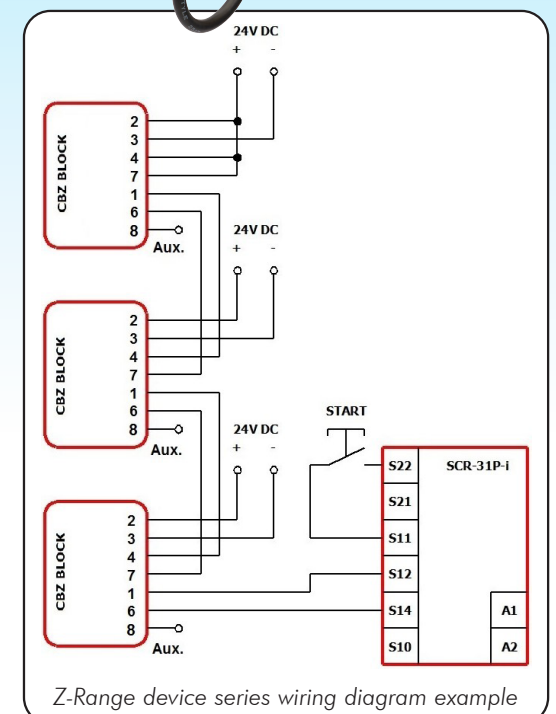 24V DC
+ -
CBZ BLOCK
2
3
4
7
1
6
8
Aux.
24V DC
+ -
CBZ BLOCK
2
3
4
7
1
6
8
Aux.
24V DC
+ -
CBZ BLOCK
2
3
4
7
1
6
8
Aux.
START
S22 SCR-31P-i
S21
S11
S12
S14 A1
S10 A2
Z-Range device series wiring diagram example